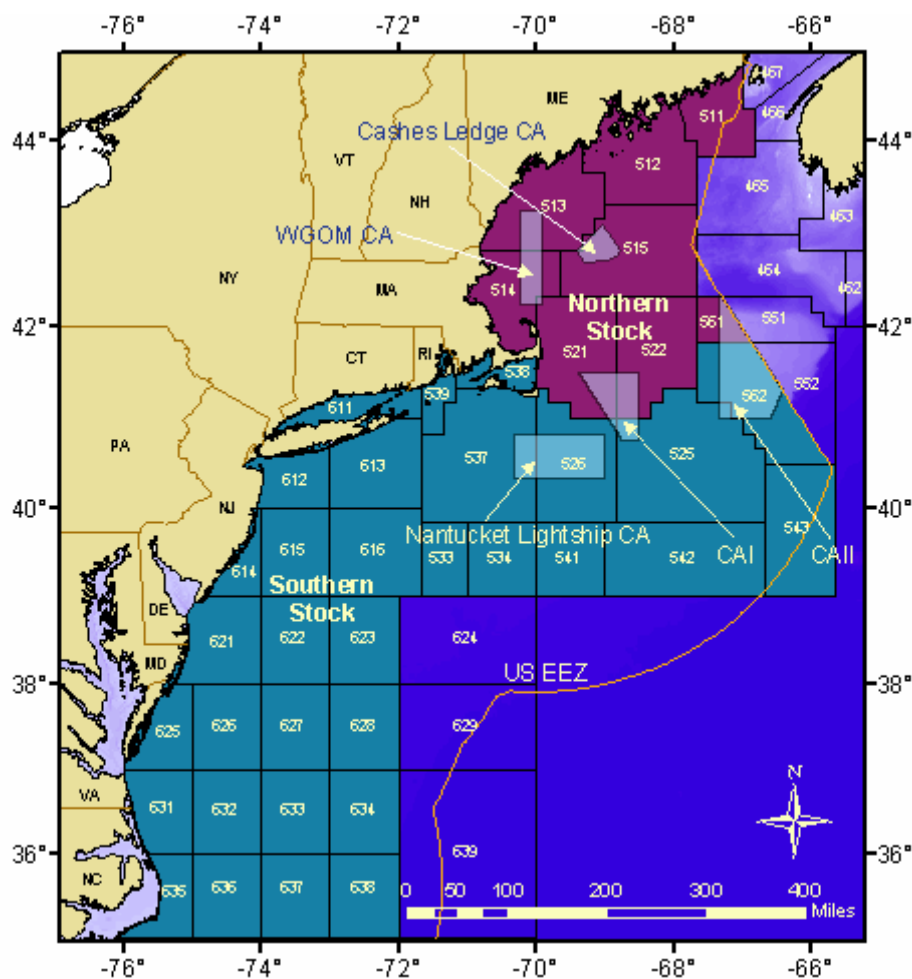 -76° -74° -72° -70° -68° -66°
467
ME
511
466
44°
44°
Cashes Ledge CA
VT
512
465
NH
513
463
WGOM CA
515
464
NY
MA
514
462
Northern
Stock
561
551
42°
42°
CT
RI
521
522
538
552
539
562
611
PA
613
537
526
525
612
NJ
40°
40°
Nantucket Lightship CA
543
615
616
533
534
541
542
CAI
CAII
614
Southern
Stock
DE
621
622
623
624
MD
US EEZ
38°
38°
625
626
627
628
629
N
VA
631
632
633
634
36°
36°
639
NC
635
636
637
638
0 50 100 200 300 400
Miles
-76° -74° -72° -70° -68° -66°